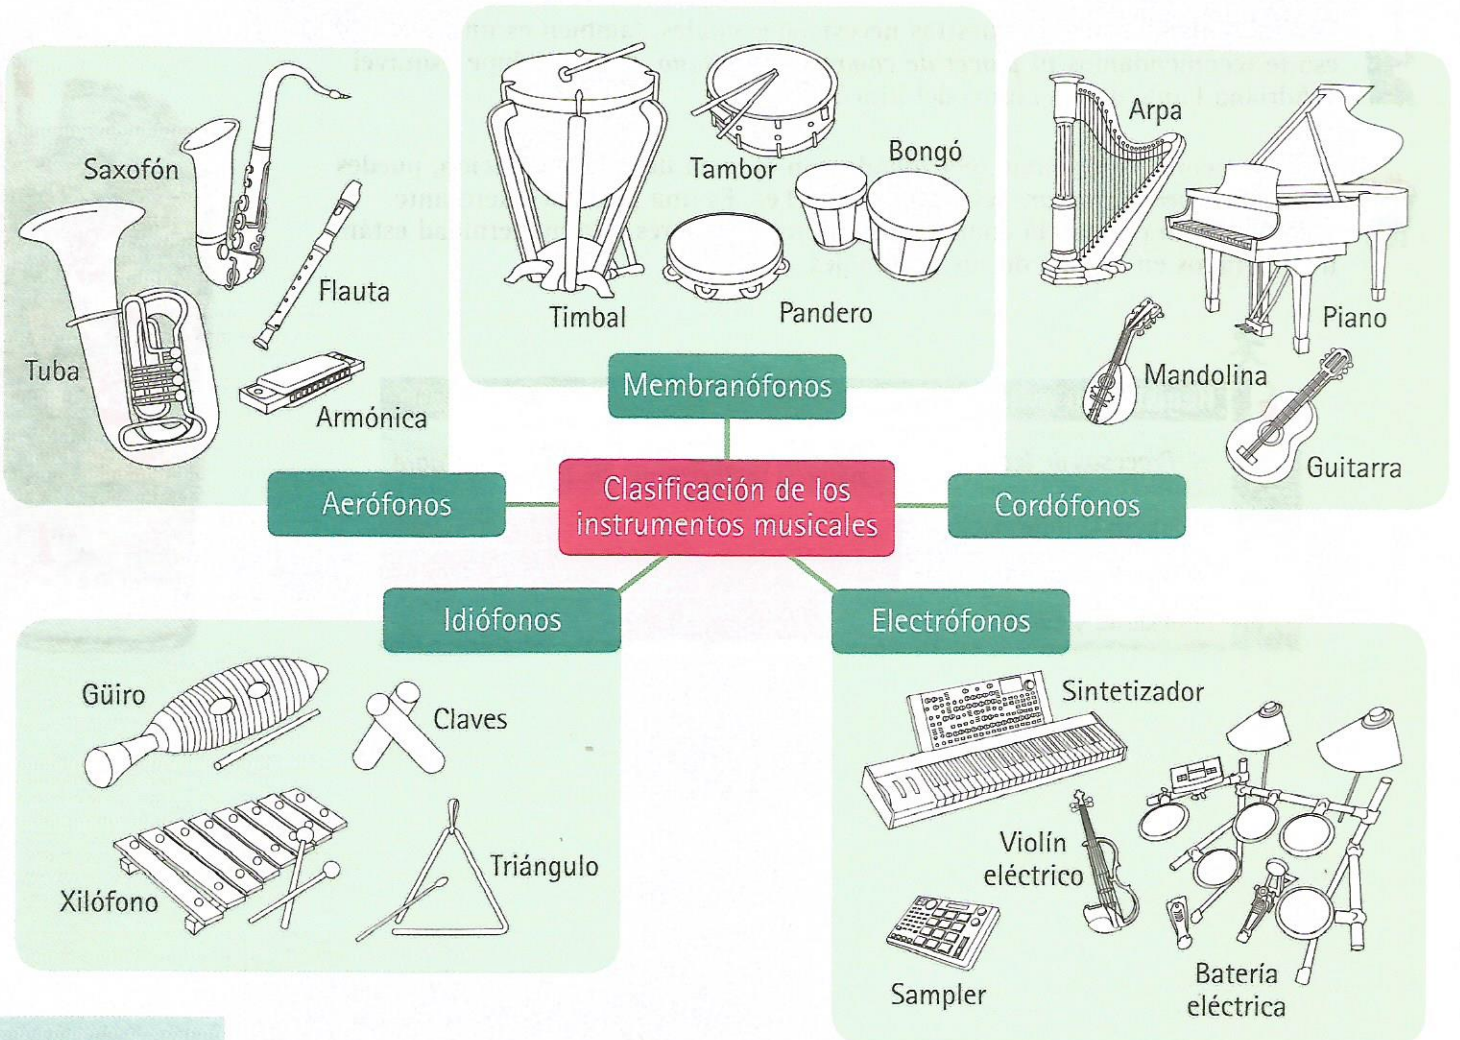 Saxofón
Flauta
Tuba
Armónica
Tambor
Bongó
Timbal
Pandero
Arpa
Piano
Mandolina
Guitarra
Membranófonos
Aerófonos
Clasificación de los
instrumentos musicales
Cordófonos
Idiófonos
Electrófonos
Güiro
Claves
Xilófono
Triángulo
Sintetizador
Violín
eléctrico
Sampler
Batería
eléctrica